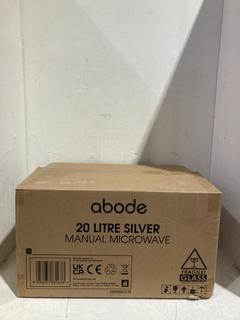 abode
20 LITRE SILVER
MANUAL MICROWAVE
FRAGILE!
GLASS